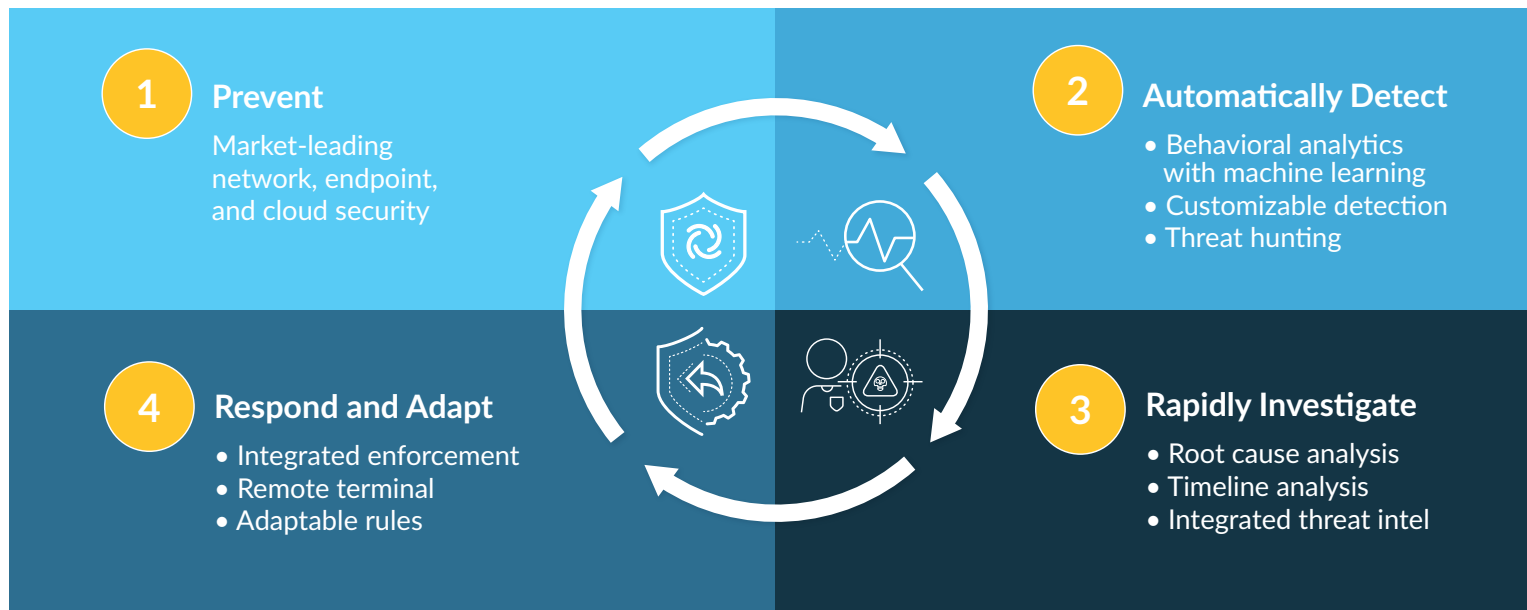 1
Prevent
Market-leading
network, endpoint,
and cloud security
2
Automatically Detect
• Behavioral analytics
with machine learning
• Customizable detection
• Threat hunting
3
Rapidly Investigate
• Root cause analysis
• Timeline analysis
• Integrated threat intel
4
Respond and Adapt
• Integrated enforcement
• Remote terminal
• Adaptable rules